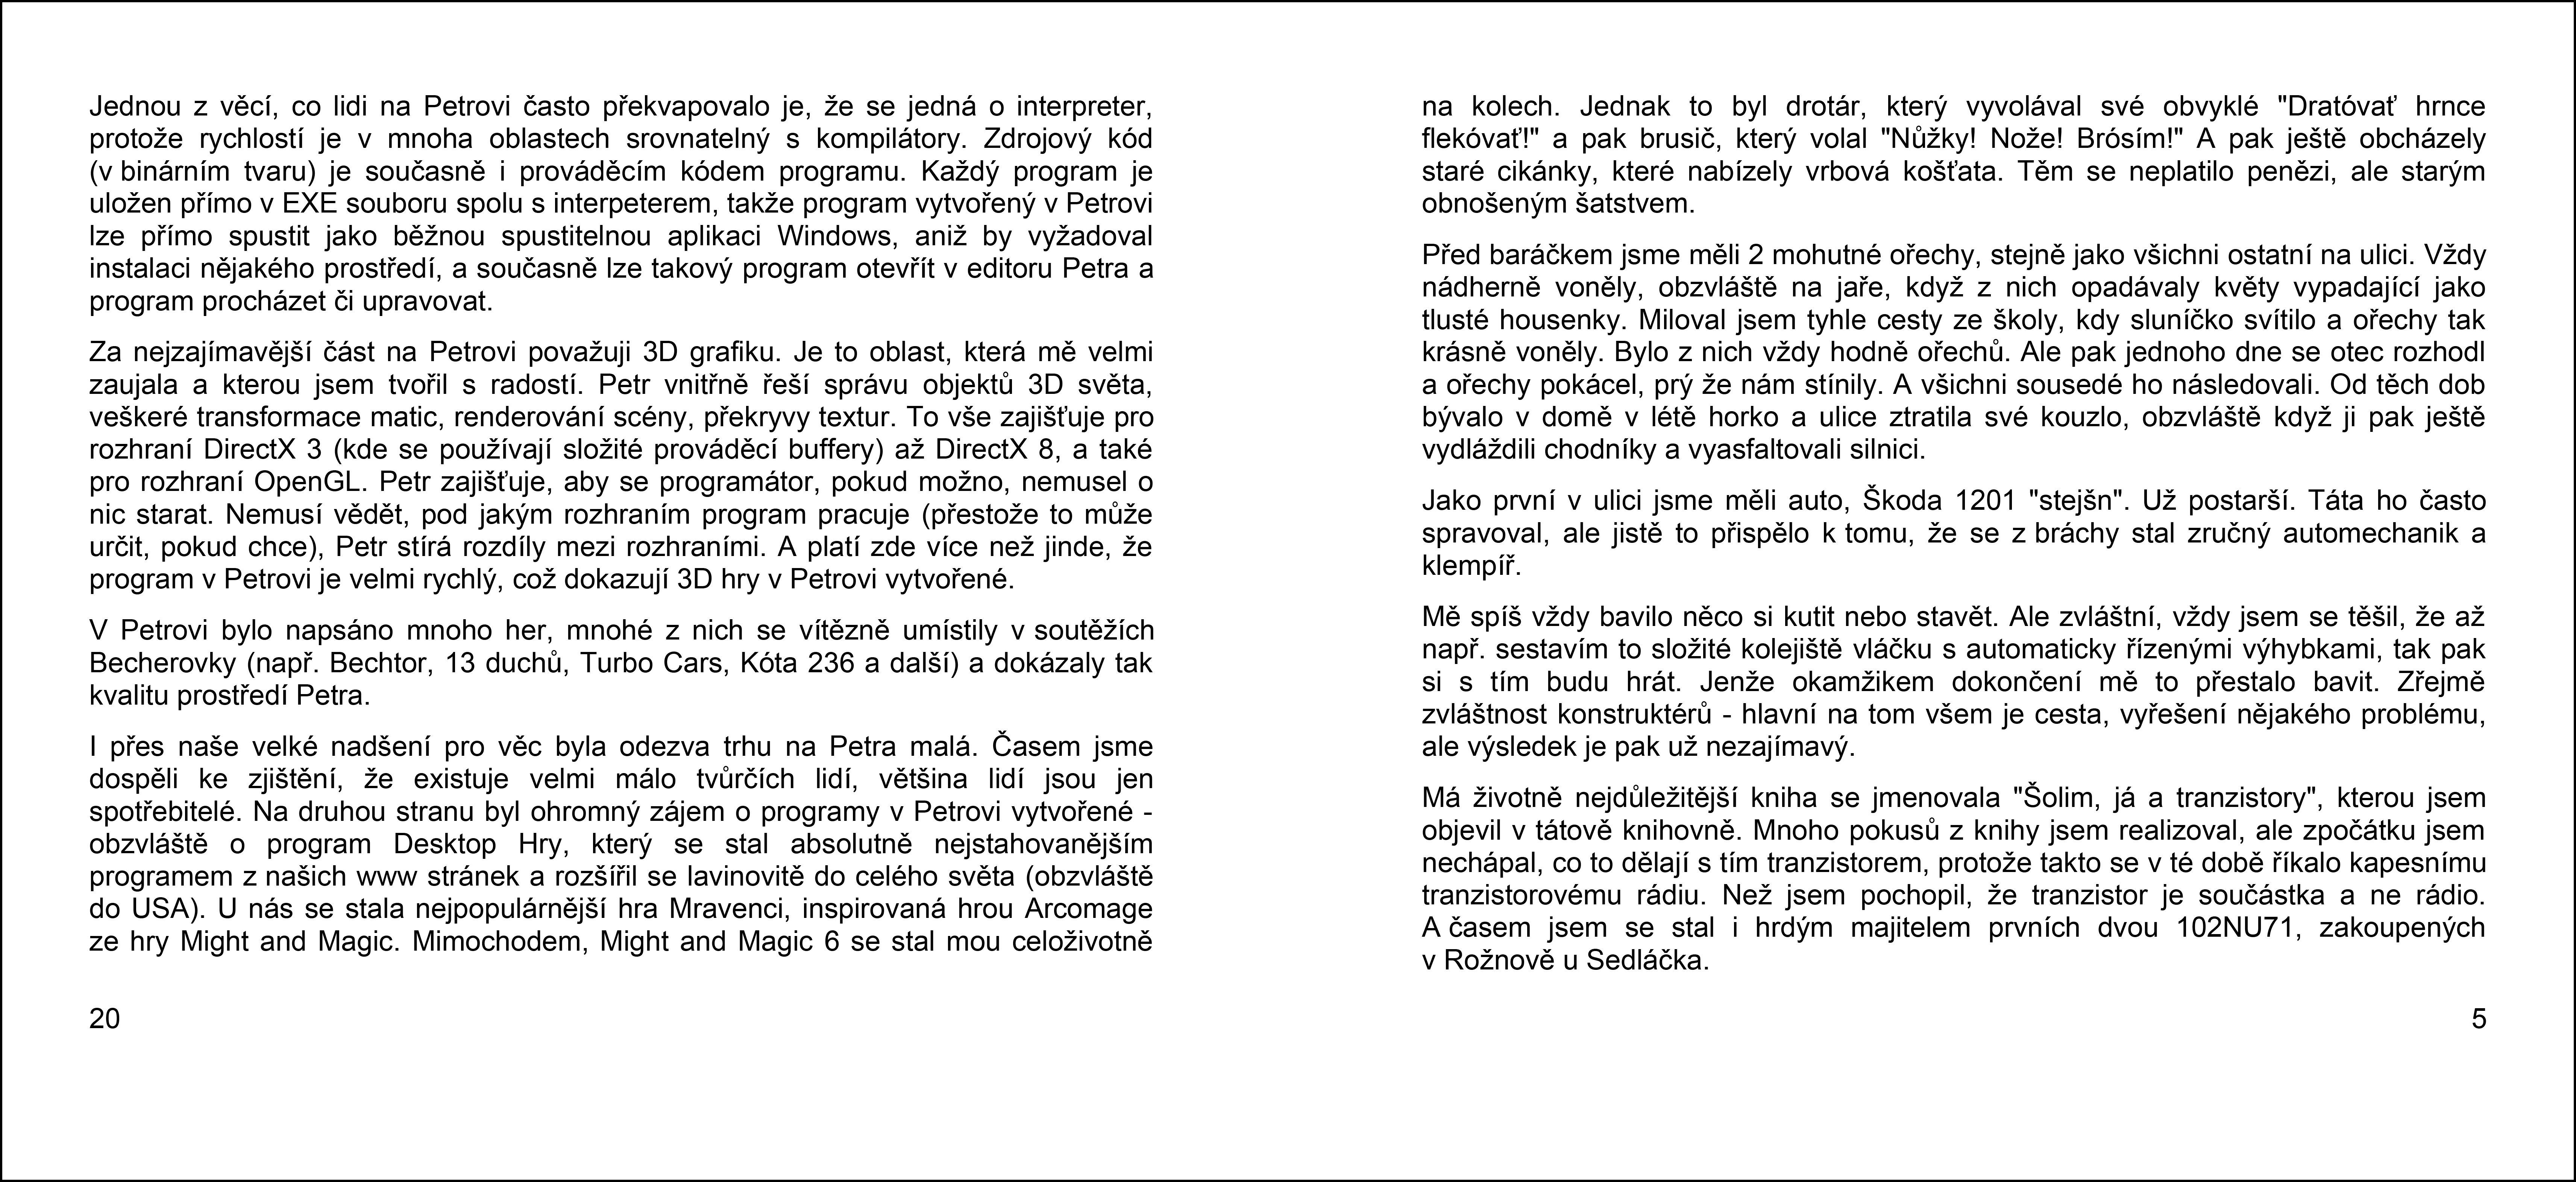 Jednou z věcí, co lidi na Petrovi často překvapovalo je, že se jedná o interpreter,
protože rychlostí je v mnoha oblastech srovnatelný s kompilátory. Zdrojový kód
(v binárním tvaru) je současně i prováděcím kódem programu. Každý program je
uložen přímo v EXE souboru spolu s interpeterem, takže program vytvořený v Petrovi
lze přímo spustit jako běžnou spustitelnou aplikaci Windows, aniž by vyžadoval
instalaci nějakého prostředí, a současně lze takový program otevřít v editoru Petra a
program procházet či upravovat.
Za nejzajímavější část na Petrovi považuji 3D grafiku. Je to oblast, která mě velmi
zaujala a kterou jsem tvořil s radostí. Petr vnitřně řeší správu objektů 3D světa,
veškeré transformace matic, renderování scény, překryvy textur. To vše zajišťuje pro
rozhraní DirectX 3 (kde se používají složité prováděcí buffery) až DirectX 8, a také
pro rozhraní OpenGL. Petr zajišťuje, aby se programátor, pokud možno, nemusel o
nic starat. Nemusí vědět, pod jakým rozhraním program pracuje (přestože to může
určit, pokud chce), Petr stírá rozdíly mezi rozhraními. A platí zde více než jinde, že
program v Petrovi je velmi rychlý, což dokazují 3D hry v Petrovi vytvořené.
V Petrovi bylo napsáno mnoho her, mnohé z nich se vítězně umístily v soutěžích
Becherovky (např. Bechtor, 13 duchů, Turbo Cars, Kóta 236 a další) a dokázaly tak
kvalitu prostředí Petra.
I přes naše velké nadšení pro věc byla odezva trhu na Petra malá. Časem jsme
dospěli ke zjištění, že existuje velmi málo tvůrčích lidí, většina lidí jsou jen
spotřebitelé. Na druhou stranu byl ohromný zájem o programy v Petrovi vytvořené -
obzvláště o program Desktop Hry, který se stal absolutně nejstahovanějším
programem z našich www stránek a rozšířil se lavinovitě do celého světa (obzvláště
do USA). U nás se stala nejpopulárnější hra Mravenci, inspirovaná hrou Arcomage
ze hry Might and Magic. Mimochodem, Might and Magic 6 se stal mou celoživotně
20
na kolech. Jednak to byl drotár, který vyvolával své obvyklé "Dratóvať hrnce
flekóvať!" a pak brusič, který volal "Nůžky! Nože! Brósím!" A pak ještě obcházely
staré cikánky, které nabízely vrbová košťata. Těm se neplatilo penězi, ale starým
obnošeným šatstvem.
Před baráčkem jsme měli 2 mohutné ořechy, stejně jako všichni ostatní na ulici. Vždy
nádherně voněly, obzvláště na jaře, když z nich opadávaly květy vypadající jako
tlusté housenky. Miloval jsem tyhle cesty ze školy, kdy sluníčko svítilo a ořechy tak
krásně voněly. Bylo z nich vždy hodně ořechů. Ale pak jednoho dne se otec rozhodl
a ořechy pokácel, prý že nám stínily. A všichni sousedé ho následovali. Od těch dob
bývalo v domě v létě horko a ulice ztratila své kouzlo, obzvláště když ji pak ještě
vydláždili chodníky a vyasfaltovali silnici.
Jako první v ulici jsme měli auto, Škoda 1201 "stejšn". Už postarší. Táta ho často
spravoval, ale jistě to přispělo k tomu, že se z bráchy stal zručný automechanik a
klempíř.
Mě spíš vždy bavilo něco si kutit nebo stavět. Ale zvláštní, vždy jsem se těšil, že až
např. sestavím to složité kolejiště vláčku s automaticky řízenými výhybkami, tak pak
si s tím budu hrát. Jenže okamžikem dokončení mě to přestalo bavit. Zřejmě
zvláštnost konstruktérů - hlavní na tom všem je cesta, vyřešení nějakého problému,
ale výsledek je pak už nezajímavý.
Má životně nejdůležitější kniha se jmenovala "Šolim, já a tranzistory", kterou jsem
objevil v tátově knihovně. Mnoho pokusů z knihy jsem realizoval, ale zpočátku jsem
nechápal, co to dělají s tím tranzistorem, protože takto se v té době říkalo kapesnímu
tranzistorovému rádiu. Než jsem pochopil, že tranzistor je součástka a ne rádio.
A časem jsem se stal i hrdým majitelem prvních dvou 102NU71, zakoupených
v Rožnově u Sedláčka.
5